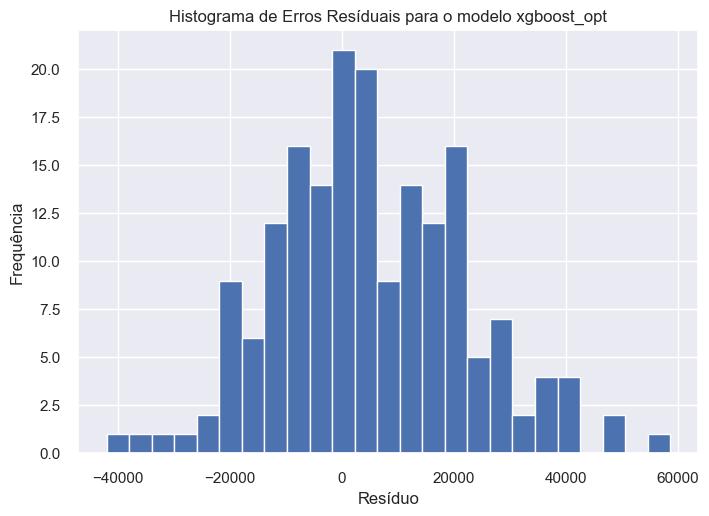 Histograma de Erros Resíduais para o modelo xgboost_opt
20.0
17.5
15.0
12.5
10.0
7.5
5.0
2.5
0.0
Frequência
−40000 −20000 0 20000 40000 60000
Resíduo